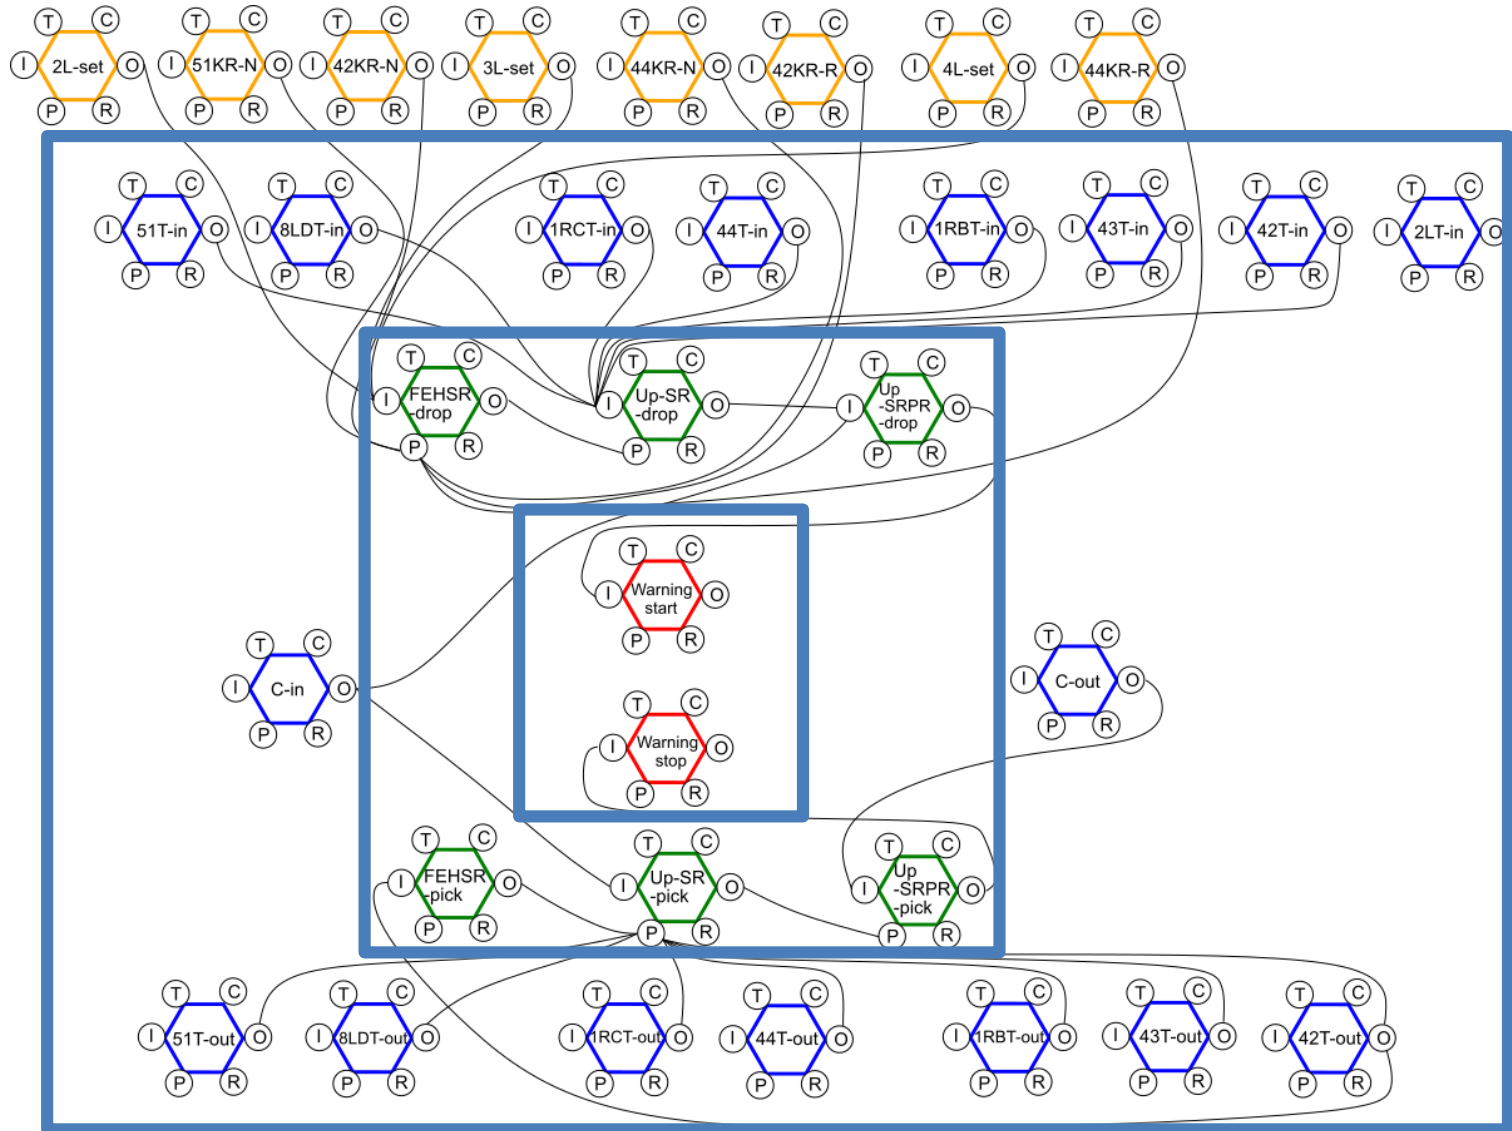 T C T C T C T C T C T C T C T C
I 2L-set O I 51KR-N O I 42KR-N O I 3L-set O I 44KR-N O I 42KR-R O I 4L-set O I 44KR-R O
P R P R P R P R P R P R P R P R
T C T C T C T C T C T C T C T C
I 51T-in O I 8LDT-in O I 1RCT-in O I 44T-in O I 1RBT-in O I 43T-in O I 42T-in O I 2LT-in O
P R P R P R P R P R P R P R P R
T C T C T C
I FEHSR O I Up-SR O I Up O
-drop -drop -SRPR
-drop
P R P R P R
T C
I Warning O
start
P R
T C T C
I C-in O I C-out O
P R P R
T C
I Warning O
stop
P R
T C T C T C
I FEHSR O I Up-SR O I Up O
-pick -pick -SRPR
-pick
P R P R P R
T C T C T C T C T C T C T C
I 51T-out O I 8LDT-out O I 1RCT-out O I 44T-out O I 1RBT-out O I 43T-out O I 42T-out O
P R P R P R P R P R P R P R